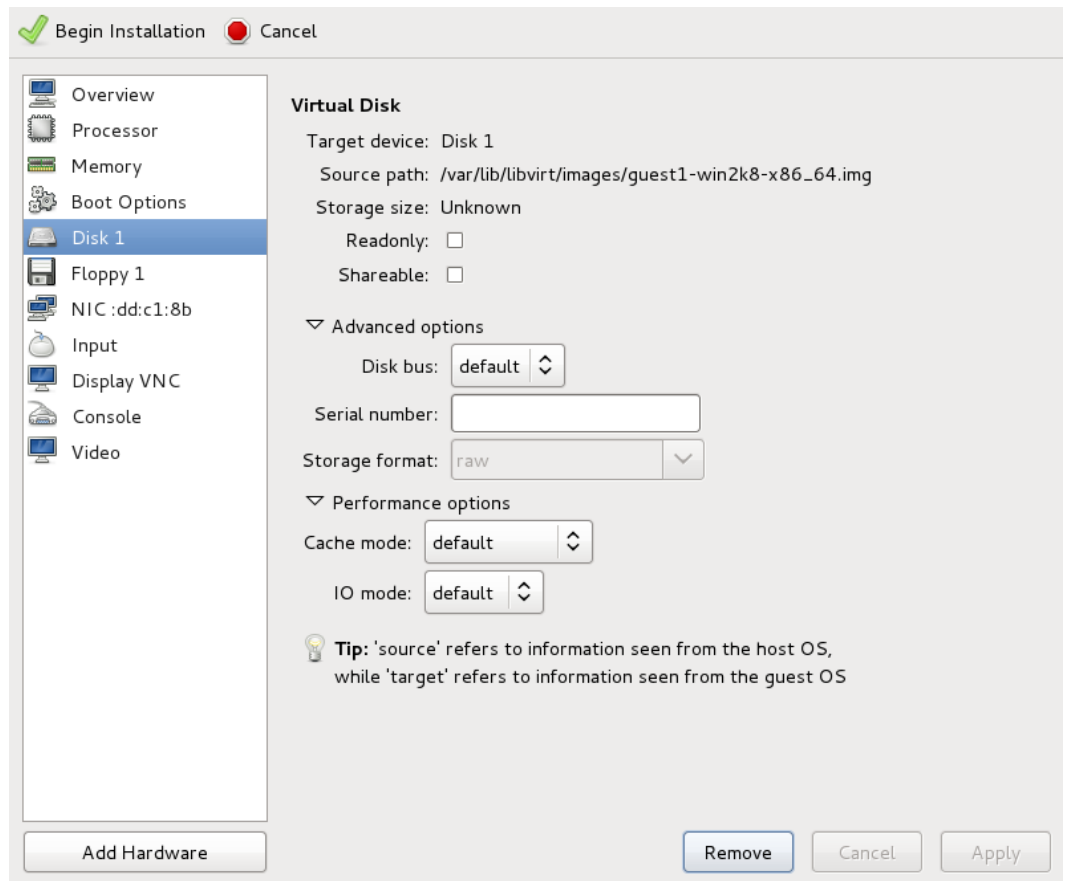 Begin Installation Cancel
Overview
Processor
Memory
Boot Options
Disk 1
Floppy 1
NIC :dd:c1:8b
Input
Display VNC
Console
Video
Add Hardware
Virtual Disk
Target device: Disk 1
Source path: /var/lib/libvirt/images/guest1-win2k8-x86_64.img
Storage size: Unknown
Readonly:
Shareable:
Advanced options
Disk bus: default
Serial number:
Storage format: raw
Performance options
Cache mode: default
IO mode: default
Tip: 'source' refers to information seen from the host OS,
while 'target' refers to information seen from the guest OS
Remove Cancel Apply